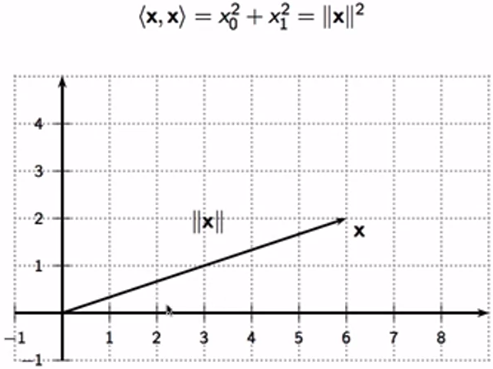 ⟨x, x⟩ = x₀² + x₁² = ‖x‖²
4
3
2
‖x‖
x
1
−1 1 2 3 4 5 6 7 8
−1